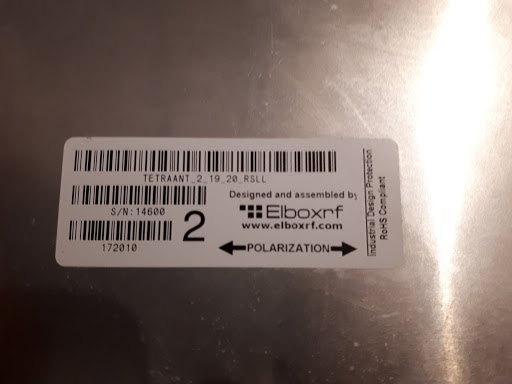 TETRAANT_2_19_20_RSLL
S/N:14600
172010
2
Designed and assembled by
Elboxrf
www.elboxrf.com
POLARIZATION
Industrial Design Protection
RoHS Compliant